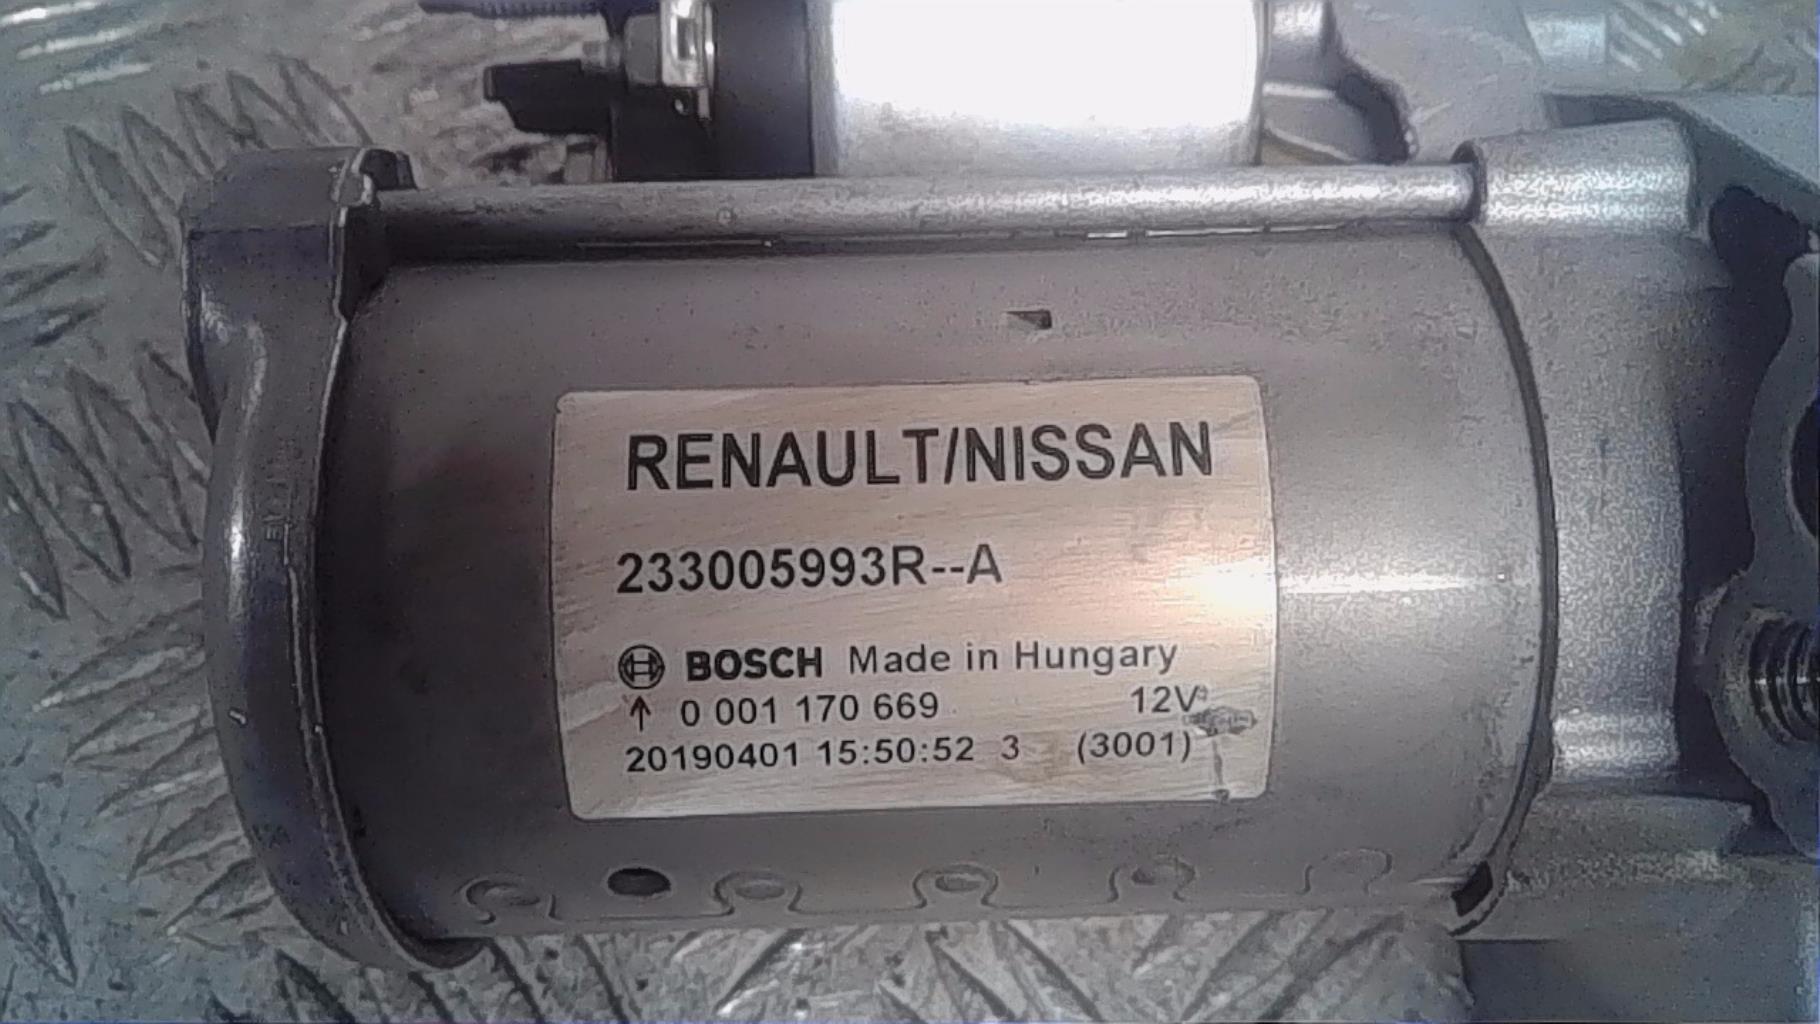 RENAULT/NISSAN
233005993R--A
BOSCH Made in Hungary
↑ 0 001 170 669 12V
20190401 15:50:52 3 (3001)